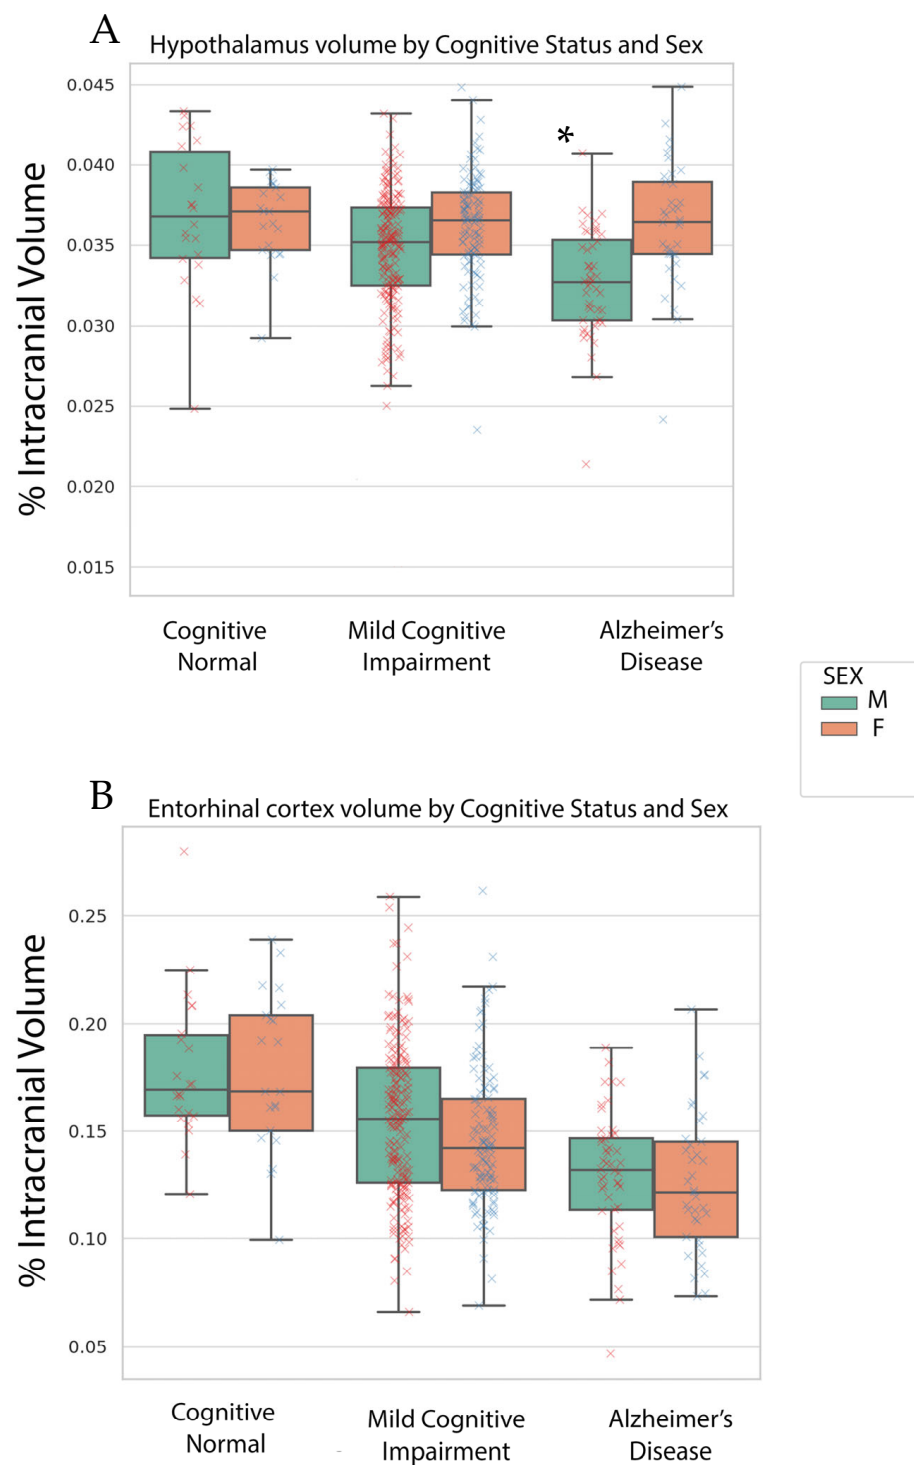 A
Hypothalamus volume by Cognitive Status and Sex
% Intracranial Volume
0.045
0.040
0.035
0.030
0.025
0.020
0.015
*
Cognitive
Normal
Mild Cognitive
Impairment
Alzheimer’s
Disease
SEX
M
F
B
Entorhinal cortex volume by Cognitive Status and Sex
% Intracranial Volume
0.25
0.20
0.15
0.10
0.05
Cognitive
Normal
Mild Cognitive
Impairment
Alzheimer’s
Disease